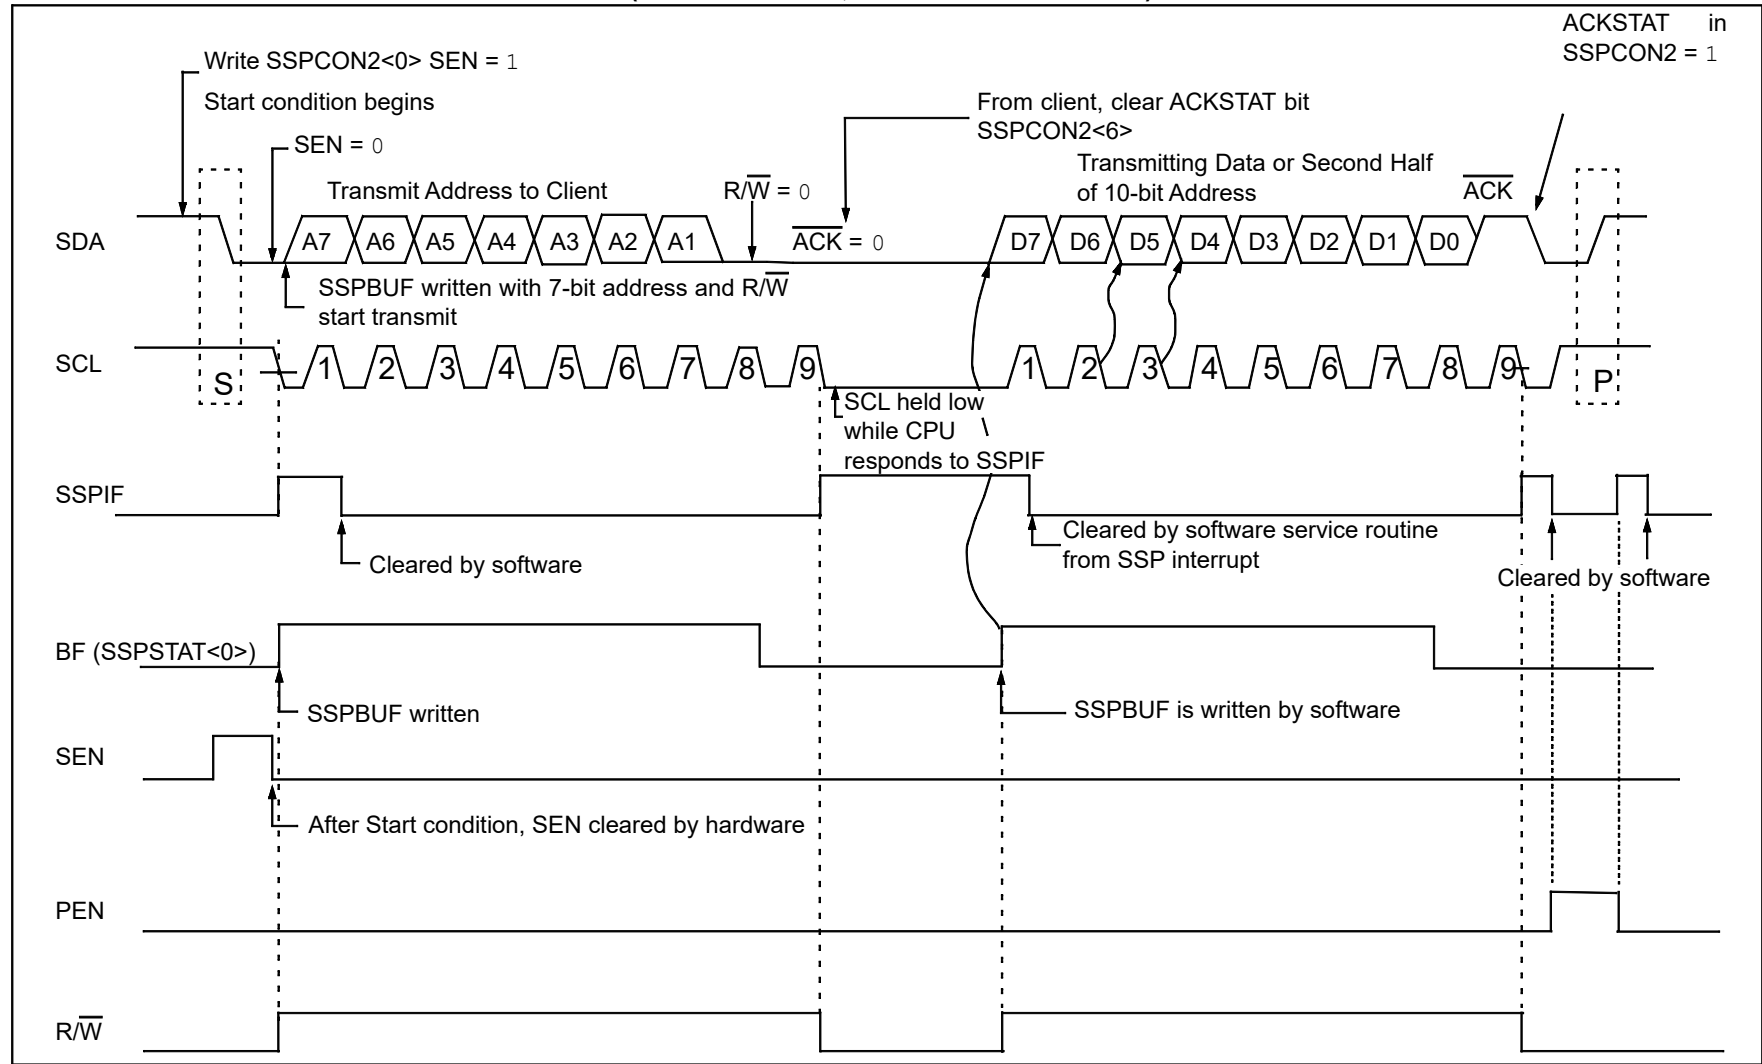 ACKSTAT in
SSPCON2 = 1
Write SSPCON2<0> SEN = 1
Start condition begins
From client, clear ACKSTAT bit
SSPCON2<6>
SEN = 0
Transmit Address to Client
R/W̅ = 0
Transmitting Data or Second Half
of 10-bit Address
A̅C̅K̅
SDA
A7 A6 A5 A4 A3 A2 A1
A̅C̅K̅ = 0
D7 D6 D5 D4 D3 D2 D1 D0
SSPBUF written with 7-bit address and R/W̅
start transmit
SCL
S
1 2 3 4 5 6 7 8 9
1 2 3 4 5 6 7 8 9
P
SCL held low
while CPU
responds to SSPIF
SSPIF
Cleared by software
Cleared by software service routine
from SSP interrupt
Cleared by software
BF (SSPSTAT<0>)
SSPBUF written
SSPBUF is written by software
SEN
After Start condition, SEN cleared by hardware
PEN
R/W̅